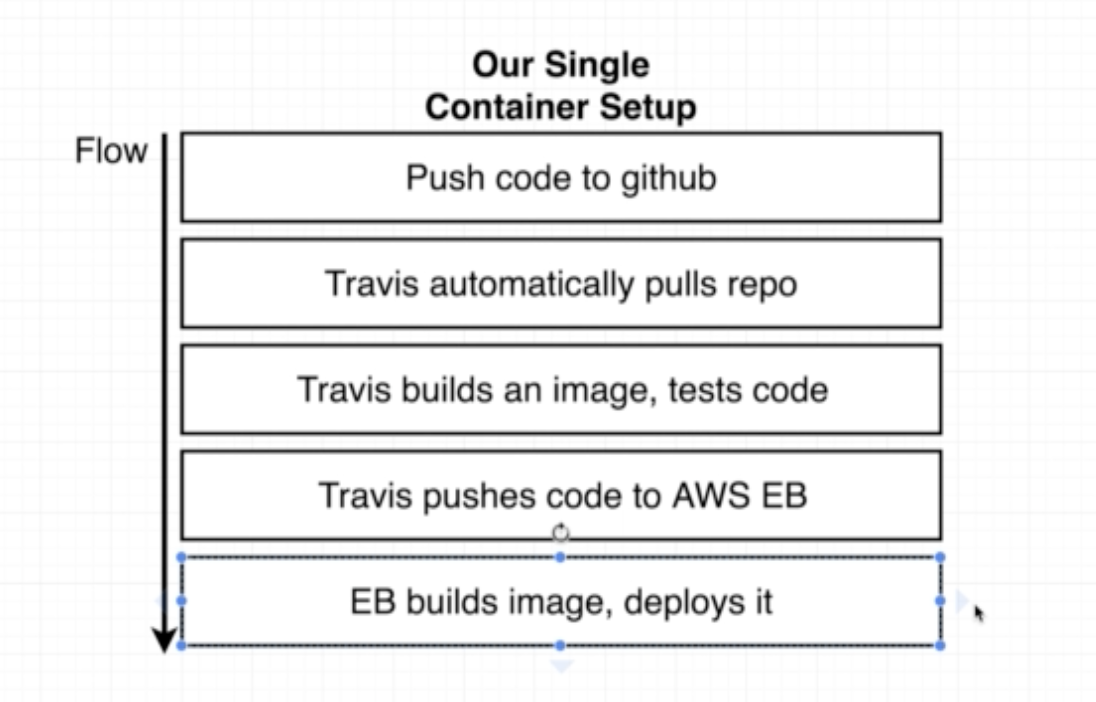 Our Single
Container Setup
Flow
Push code to github
Travis automatically pulls repo
Travis builds an image, tests code
Travis pushes code to AWS EB
EB builds image, deploys it